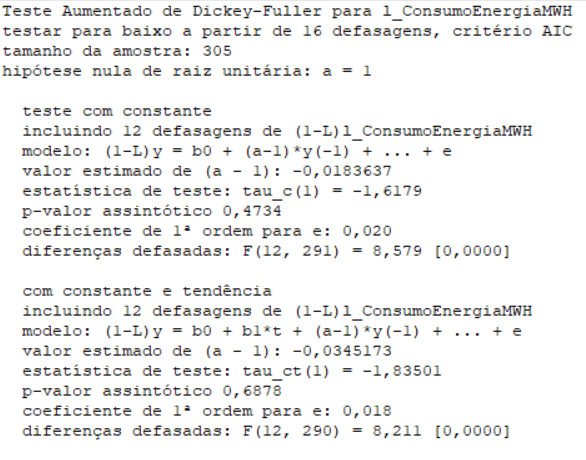 Teste Aumentado de Dickey-Fuller para l_ConsumoEnergiaMWH
testar para baixo a partir de 16 defasagens, critério AIC
tamanho da amostra: 305
hipótese nula de raiz unitária: a = 1
teste com constante
incluindo 12 defasagens de (1-L)l_ConsumoEnergiaMWH
modelo: (1-L)y = b0 + (a-1)*y(-1) + ... + e
valor estimado de (a - 1): -0,0183637
estatística de teste: tau_c(1) = -1,6179
p-valor assintótico 0,4734
coeficiente de 1ª ordem para e: 0,020
diferenças defasadas: F(12, 291) = 8,579 [0,0000]
com constante e tendência
incluindo 12 defasagens de (1-L)l_ConsumoEnergiaMWH
modelo: (1-L)y = b0 + b1*t + (a-1)*y(-1) + ... + e
valor estimado de (a - 1): -0,0345173
estatística de teste: tau_ct(1) = -1,83501
p-valor assintótico 0,6878
coeficiente de 1ª ordem para e: 0,018
diferenças defasadas: F(12, 290) = 8,211 [0,0000]